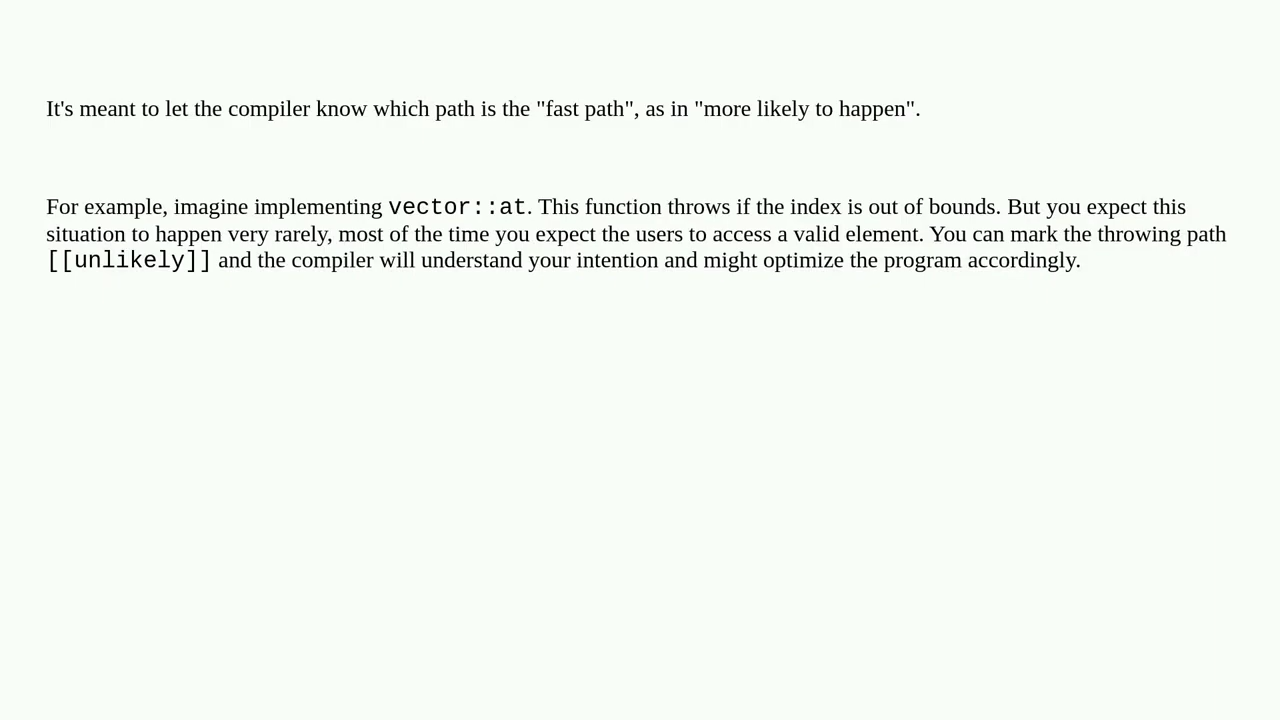 It's meant to let the compiler know which path is the "fast path", as in "more likely to happen".
For example, imagine implementing vector::at. This function throws if the index is out of bounds. But you expect this
situation to happen very rarely, most of the time you expect the users to access a valid element. You can mark the throwing path
[[unlikely]] and the compiler will understand your intention and might optimize the program accordingly.